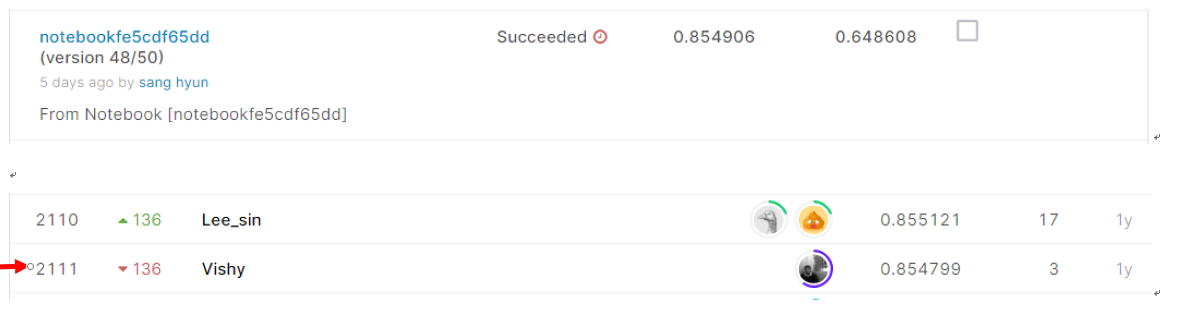 notebookfe5cdf65dd Succeeded 0.854906 0.648608
(version 48/50)
5 days ago by sang hyun
From Notebook [notebookfe5cdf65dd]
2110 136 Lee_sin 0.855121 17 1y
2111 136 Vishy 0.854799 3 1y